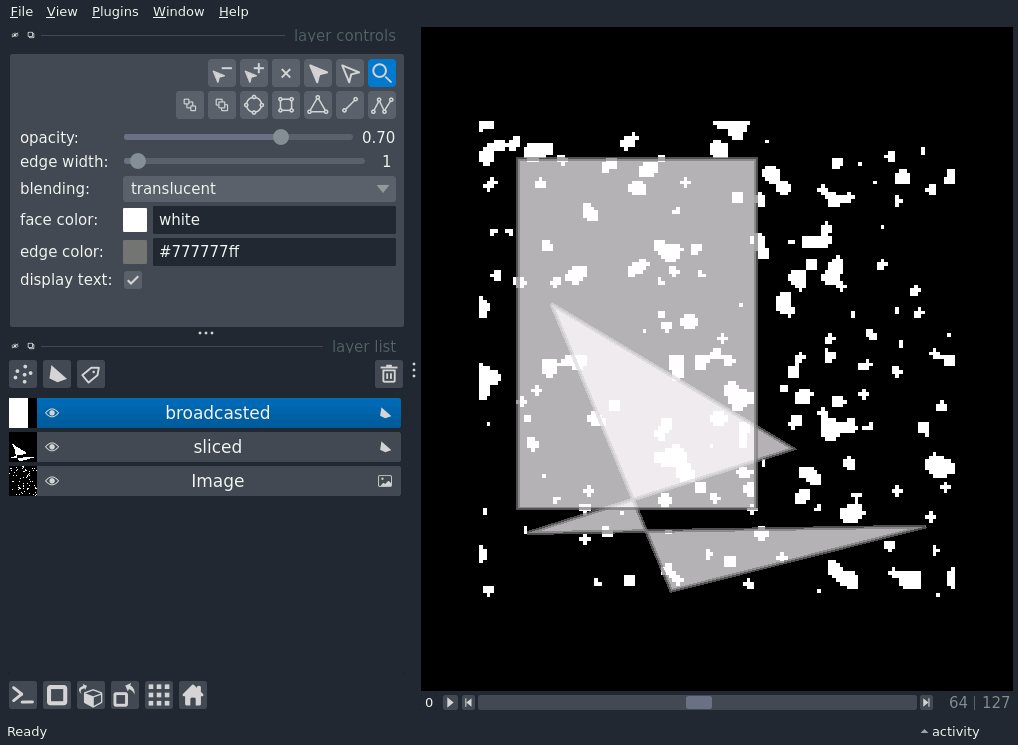 File View Plugins Window Help
layer controls
opacity: 0.70
edge width: 1
blending: translucent
face color: white
edge color: #777777ff
display text:
layer list
broadcasted
sliced
Image
0 64 | 127
Ready activity